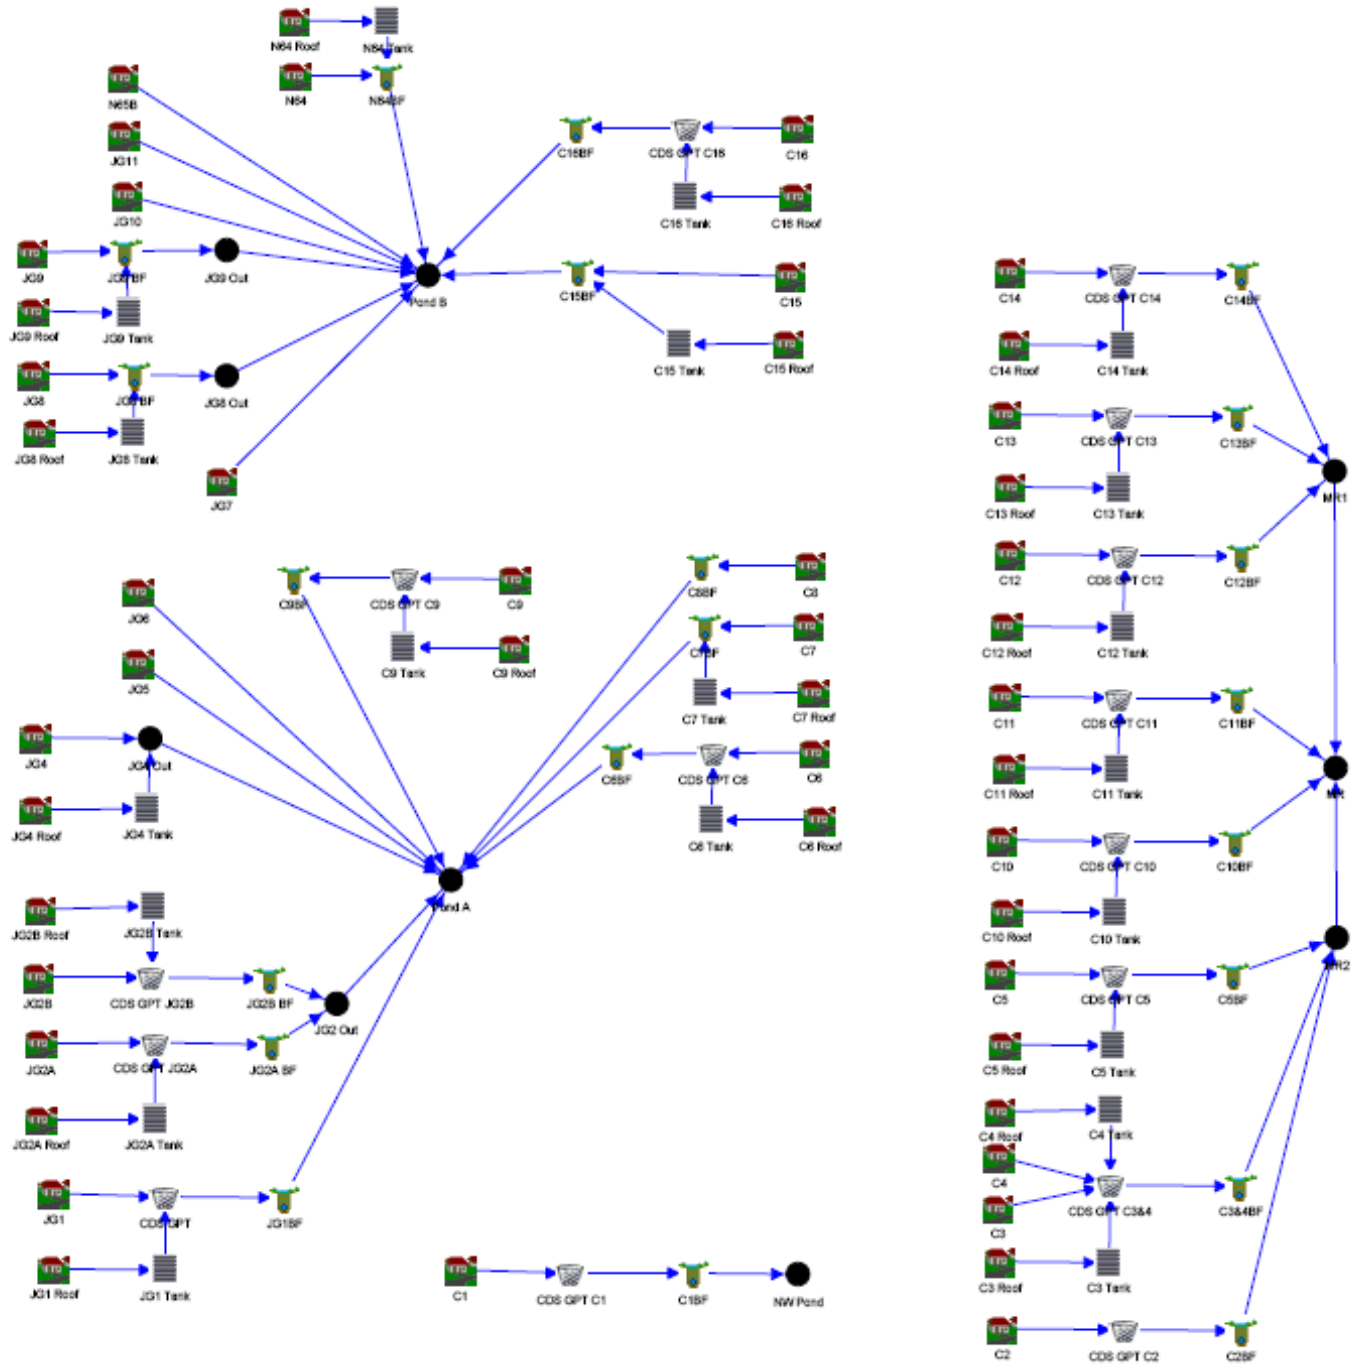 N64 Roof
N64 Tank
N64
N64BF
N65B
JG11
JG10
JG9
JG9 BF
JG9 Out
JG9 Roof
JG9 Tank
JG8
JG8 BF
JG8 Out
JG8 Roof
JG8 Tank
JG7
Pond B
C16BF
CDS GPT C16
C16
C16 Tank
C16 Roof
C15BF
C15
C15 Tank
C15 Roof
JG6
JG5
JG4
JG4 Out
JG4 Roof
JG4 Tank
C9BF
CDS GPT C9
C9
C9 Tank
C9 Roof
C8BF
C8
C7BF
C7
C7 Tank
C7 Roof
C6BF
CDS GPT C6
C6
C6 Tank
C6 Roof
Pond A
JG2B Roof
JG2B Tank
JG2B
CDS GPT JG2B
JG2B BF
JG2 Out
JG2A
CDS GPT JG2A
JG2A BF
JG2A Roof
JG2A Tank
JG1
CDS GPT
JG1BF
JG1 Roof
JG1 Tank
C1
CDS GPT C1
C1BF
NW Pond
C14
CDS GPT C14
C14BF
C14 Roof
C14 Tank
C13
CDS GPT C13
C13BF
C13 Roof
C13 Tank
MR1
C12
CDS GPT C12
C12BF
C12 Roof
C12 Tank
C11
CDS GPT C11
C11BF
C11 Roof
C11 Tank
MR
C10
CDS GPT C10
C10BF
C10 Roof
C10 Tank
MR2
C5
CDS GPT C5
C5BF
C5 Roof
C5 Tank
C4 Roof
C4 Tank
C4
CDS GPT C3&4
C3&4BF
C3
C3 Roof
C3 Tank
C2
CDS GPT C2
C2BF